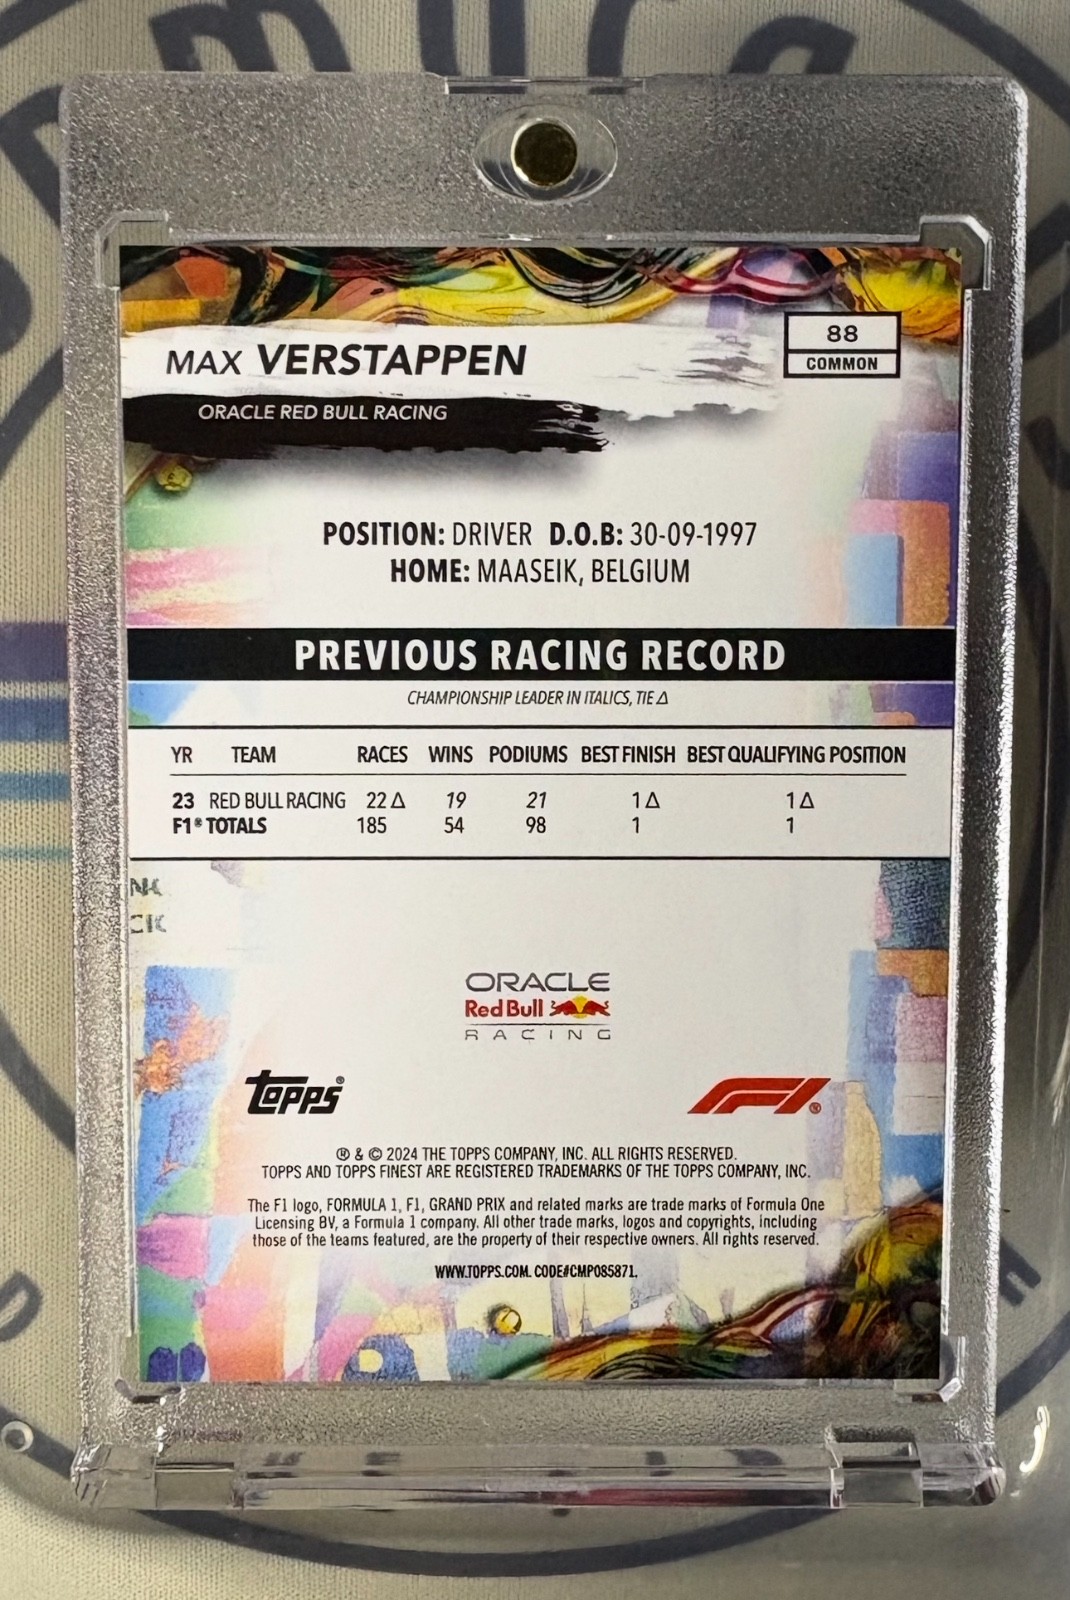 MAX VERSTAPPEN
88
COMMON
ORACLE RED BULL RACING
POSITION: DRIVER D.O.B: 30-09-1997
HOME: MAASEIK, BELGIUM
PREVIOUS RACING RECORD
CHAMPIONSHIP LEADER IN ITALICS, TIE Δ
YR TEAM RACES WINS PODIUMS BEST FINISH BEST QUALIFYING POSITION
23 RED BULL RACING 22 Δ 19 21 1 Δ 1 Δ
F1® TOTALS 185 54 98 1 1
ORACLE
Red Bull
RACING
Topps®
F1®
® & © 2024 THE TOPPS COMPANY, INC. ALL RIGHTS RESERVED.
TOPPS AND TOPPS FINEST ARE REGISTERED TRADEMARKS OF THE TOPPS COMPANY, INC.
The F1 logo, FORMULA 1, F1, GRAND PRIX and related marks are trade marks of Formula One
Licensing BV, a Formula 1 company. All other trade marks, logos and copyrights, including
those of the teams featured, are the property of their respective owners. All rights reserved.
WWW.TOPPS.COM. CODE#CMP085871.